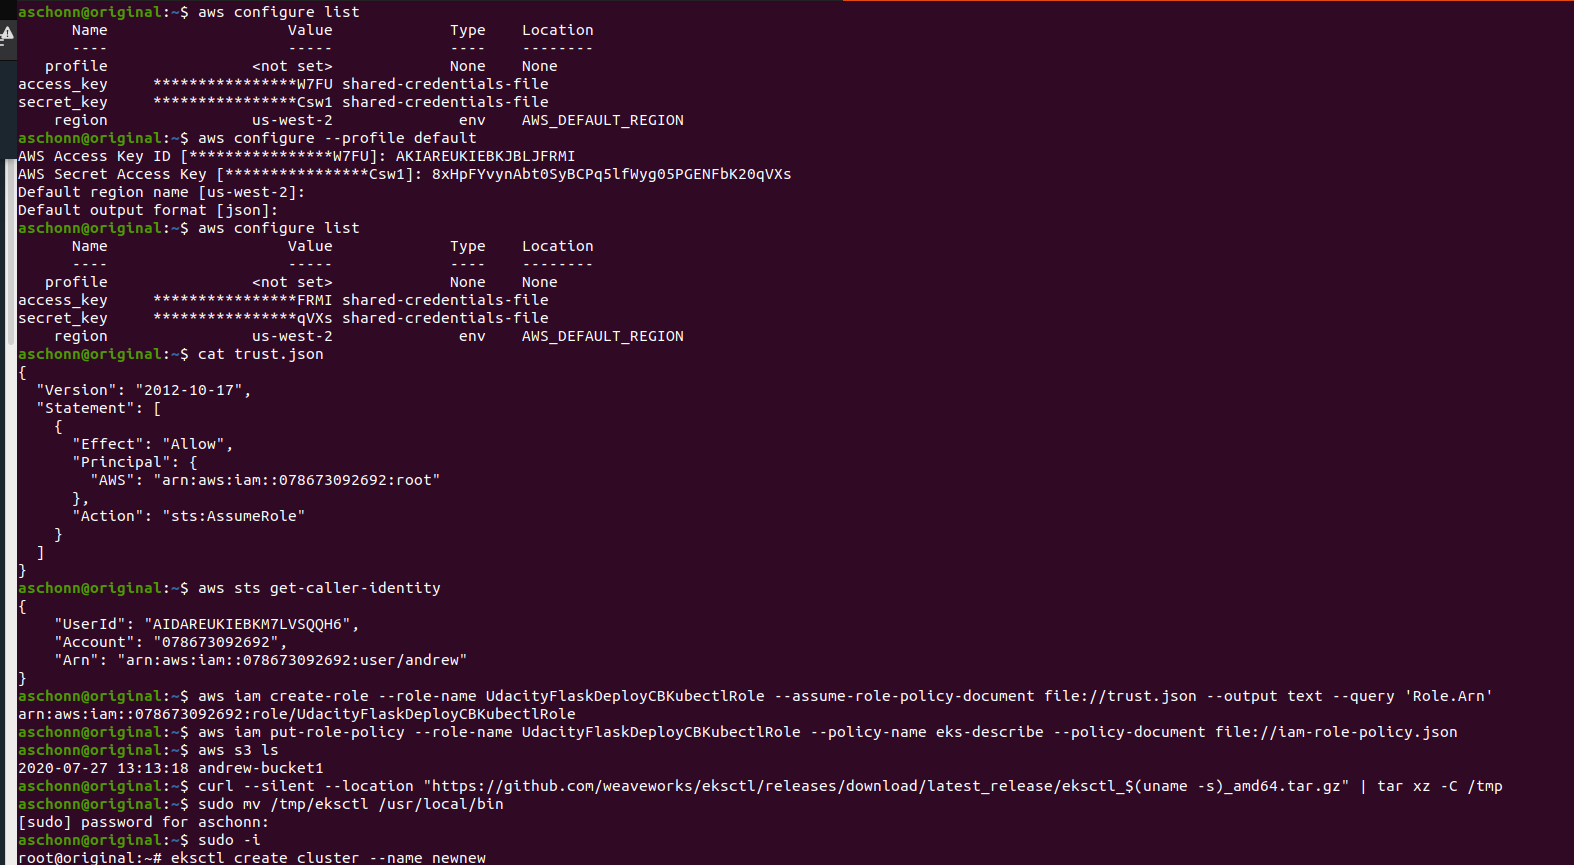 aschonn@original:~$ aws configure list
      Name                    Value             Type    Location
      ----                    -----             ----    --------
   profile                <not set>             None    None
access_key     ****************W7FU shared-credentials-file
secret_key     ****************Csw1 shared-credentials-file
    region                us-west-2              env    AWS_DEFAULT_REGION
aschonn@original:~$ aws configure --profile default
AWS Access Key ID [****************W7FU]: AKIAREUKIEBKJBLJFRMI
AWS Secret Access Key [****************Csw1]: 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
Default region name [us-west-2]:
Default output format [json]:
aschonn@original:~$ aws configure list
      Name                    Value             Type    Location
      ----                    -----             ----    --------
   profile                <not set>             None    None
access_key     ****************FRMI shared-credentials-file
secret_key     ****************qVXs shared-credentials-file
    region                us-west-2              env    AWS_DEFAULT_REGION
aschonn@original:~$ cat trust.json
{
  "Version": "2012-10-17",
  "Statement": [
    {
      "Effect": "Allow",
      "Principal": {
        "AWS": "arn:aws:iam::078673092692:root"
      },
      "Action": "sts:AssumeRole"
    }
  ]
}
aschonn@original:~$ aws sts get-caller-identity
{
    "UserId": "AIDAREUKIEBKM7LVSQQH6",
    "Account": "078673092692",
    "Arn": "arn:aws:iam::078673092692:user/andrew"
}
aschonn@original:~$ aws iam create-role --role-name UdacityFlaskDeployCBKubectlRole --assume-role-policy-document file://trust.json --output text --query 'Role.Arn'
arn:aws:iam::078673092692:role/UdacityFlaskDeployCBKubectlRole
aschonn@original:~$ aws iam put-role-policy --role-name UdacityFlaskDeployCBKubectlRole --policy-name eks-describe --policy-document file://iam-role-policy.json
aschonn@original:~$ aws s3 ls
2020-07-27 13:13:18 andrew-bucket1
aschonn@original:~$ curl --silent --location "https://github.com/weaveworks/eksctl/releases/download/latest_release/eksctl_$(uname -s)_amd64.tar.gz" | tar xz -C /tmp
aschonn@original:~$ sudo mv /tmp/eksctl /usr/local/bin
[sudo] password for aschonn:
aschonn@original:~$ sudo -i
root@original:~# eksctl create cluster --name newnew